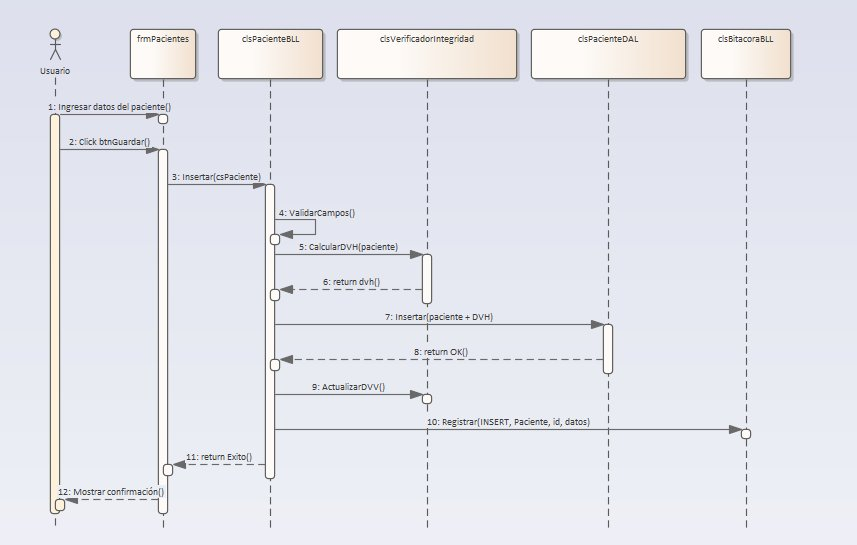 frmPacientes
clsPacienteBLL
clsVerificadorIntegridad
clsPacienteDAL
clsBitacoraBLL
Usuario
1: Ingresar datos del paciente()
2: Click btnGuardar()
3: Insertar(csPaciente)
4: ValidarCampos()
5: CalcularDVH(paciente)
6: return dvh()
7: Insertar(paciente + DVH)
8: return OK()
9: ActualizarDVV()
10: Registrar(INSERT, Paciente, id, datos)
11: return Exito()
12: Mostrar confirmación()